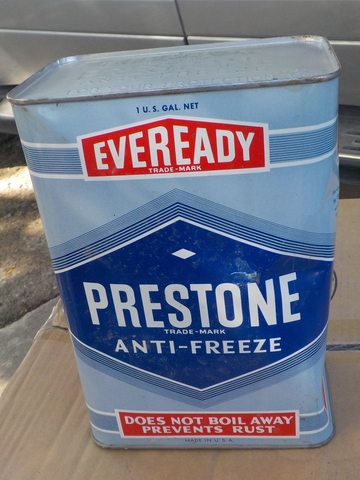 1 U.S. GAL. NET
EVEREADY
TRADE-MARK
PRESTONE
TRADE-MARK
ANTI-FREEZE
DOES NOT BOIL AWAY
PREVENTS RUST
MADE IN U.S.A.